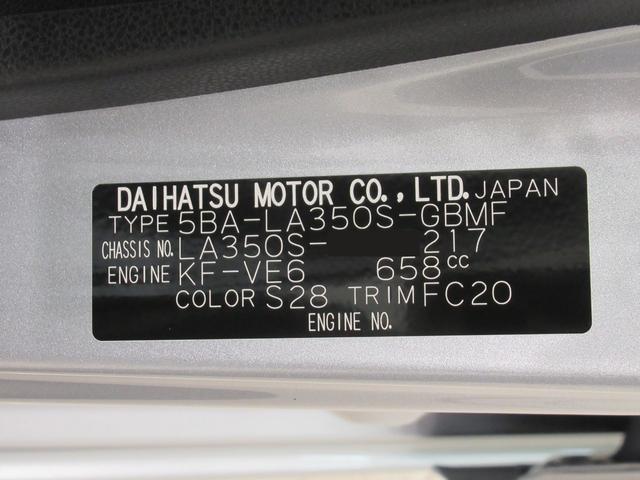 DAIHATSU MOTOR CO., LTD. JAPAN
TYPE 5BA-LA350S-GBMF
CHASSIS NO. LA350S- 217
ENGINE KF-VE6 658cc
COLOR S28 TRIM FC20
ENGINE NO.